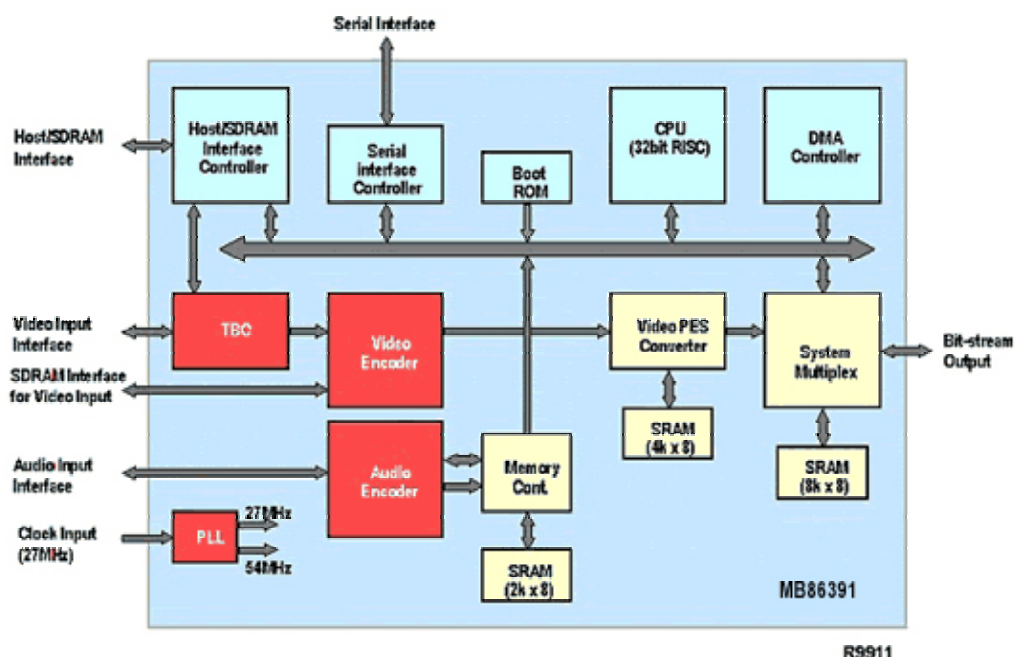 Serial Interface
Host/SDRAM
Interface
Host/SDRAM
Interface
Controller
Serial
Interface
Controller
Boot
ROM
CPU
(32bit RISC)
DMA
Controller
Video Input
Interface
TBC
Video
Encoder
Video PES
Converter
System
Multiplex
Bit-stream
Output
SDRAM Interface
for Video Input
SRAM
(4k x 8)
Audio Input
Interface
Audio
Encoder
Memory
Cont.
SRAM
(8k x 8)
Clock Input
(27MHz)
PLL
27MHz
54MHz
SRAM
(2k x 8)
MB86391
R9911